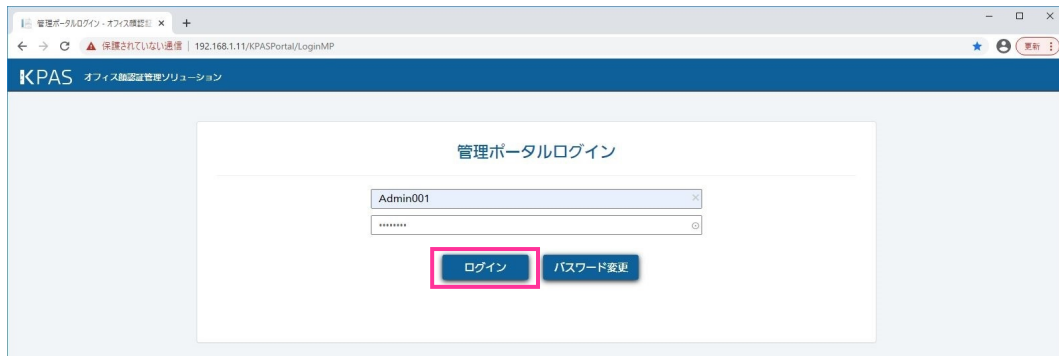 管理ポータルログイン - オフィス顔認証
保護されていない通信 | 192.168.1.11/KPASPortal/LoginMP
更新
KPAS オフィス顔認証管理ソリューション
管理ポータルログイン
Admin001
••••••••
ログイン パスワード変更